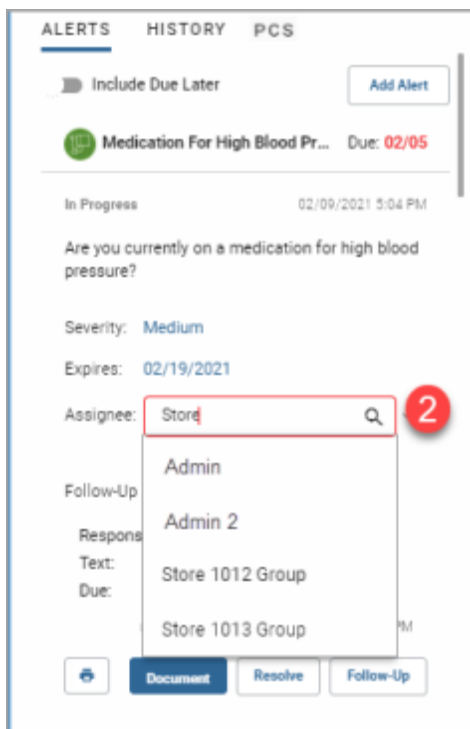 ALERTS HISTORY PCS
Include Due Later Add Alert
Medication For High Blood Pr... Due: 02/05
In Progress 02/09/2021 5:04 PM
Are you currently on a medication for high blood
pressure?
Severity: Medium
Expires: 02/19/2021
Assignee: Store 2
Admin
Follow-Up
Admin 2
Respons
Text:
Store 1012 Group
Due:
Store 1013 Group
PM
Document Resolve Follow-Up